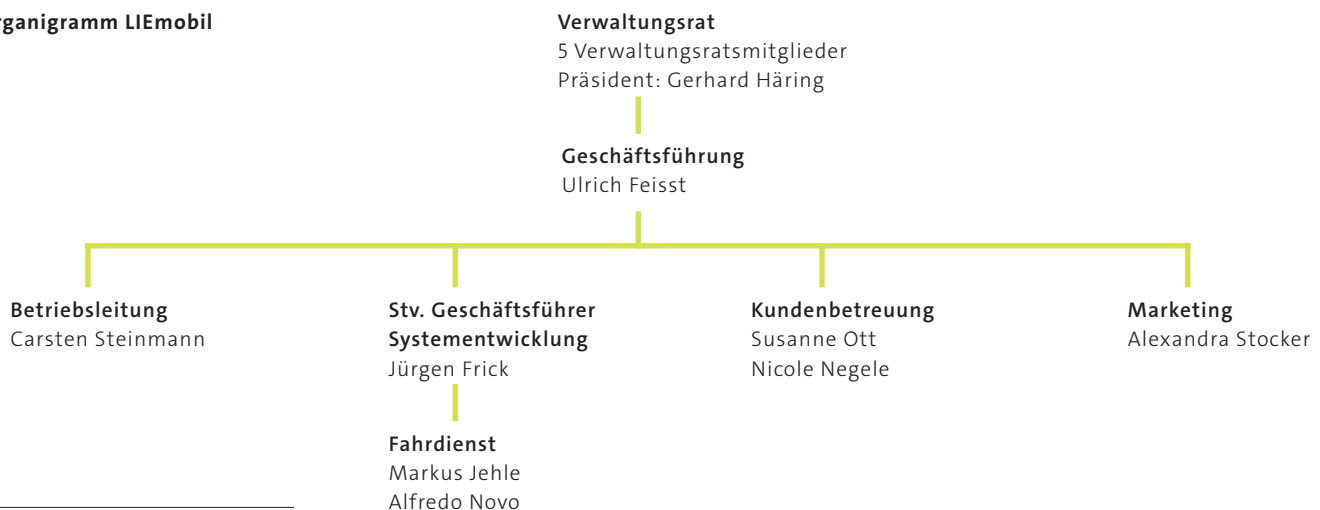 rganigramm LIEmobil
Verwaltungsrat
5 Verwaltungsratsmitglieder
Präsident: Gerhard Häring
Geschäftsführung
Ulrich Feisst
Betriebsleitung
Carsten Steinmann
Stv. Geschäftsführer
Systementwicklung
Jürgen Frick
Fahrdienst
Markus Jehle
Alfredo Novo
Kundenbetreuung
Susanne Ott
Nicole Negele
Marketing
Alexandra Stocker